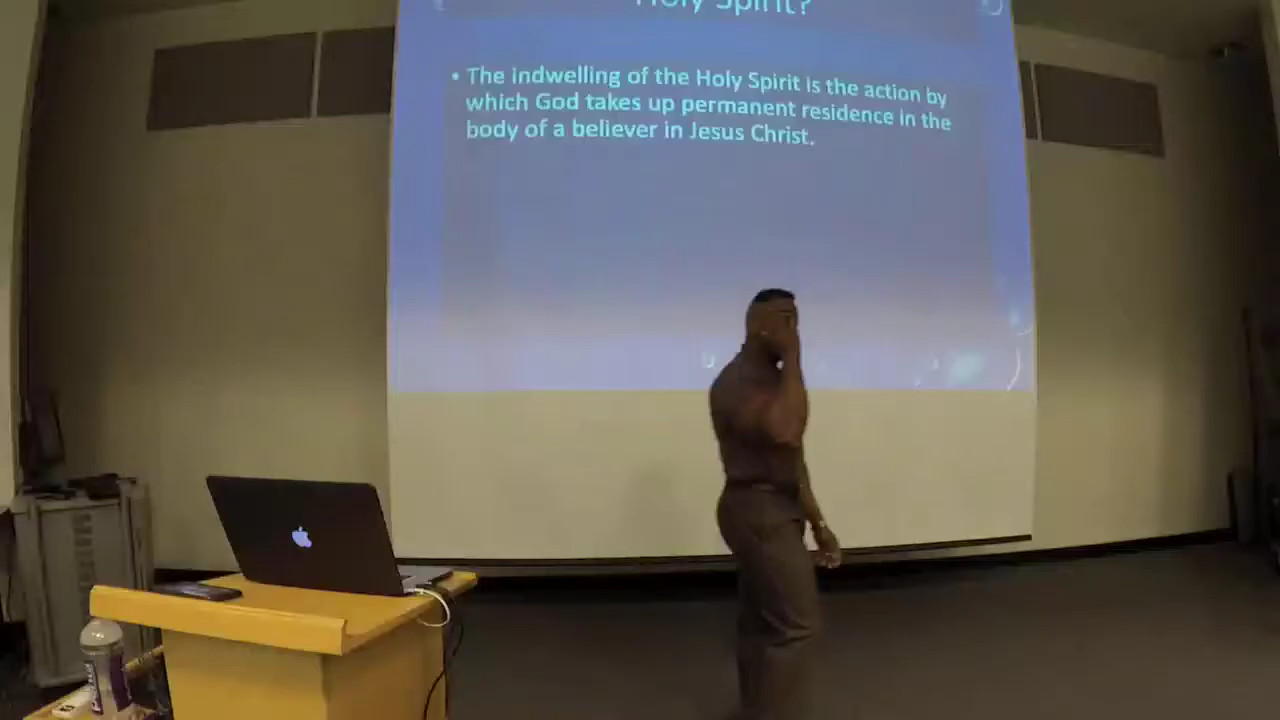 Holy Spirit?
• The indwelling of the Holy Spirit is the action by
which God takes up permanent residence in the
body of a believer in Jesus Christ.